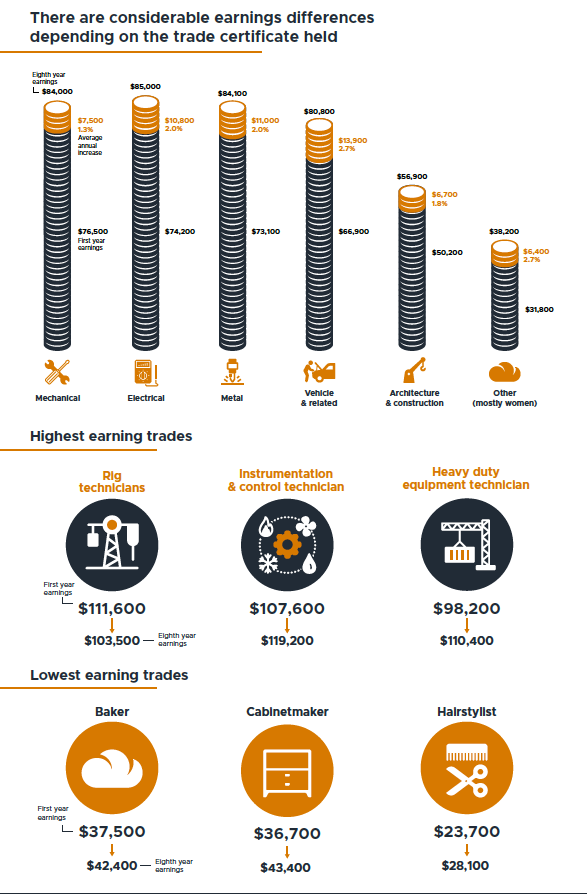 There are considerable earnings differences
depending on the trade certificate held
Eighth year
earnings
$84,000
$7,500
1.3%
Average
annual
increase
$76,500
First year
earnings
$85,000
$10,800
2.0%
$74,200
$84,100
$11,000
2.0%
$73,100
$80,800
$13,900
2.7%
$66,900
$56,900
$6,700
1.8%
$50,200
$38,200
$6,400
2.7%
$31,800
Mechanical
Electrical
Metal
Vehicle
& related
Architecture
& construction
Other
(mostly women)
Highest earning trades
Rig
technicians
Instrumentation
& control technician
Heavy duty
equipment technician
First year
earnings
$111,600
$103,500
Eighth year
earnings
$107,600
$119,200
$98,200
$110,400
Lowest earning trades
Baker
Cabinetmaker
Hairstylist
First year
earnings
$37,500
$42,400
Eighth year
earnings
$36,700
$43,400
$23,700
$28,100